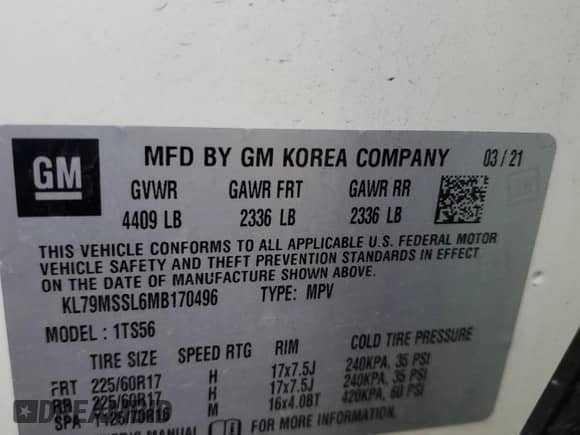 GM MFD BY GM KOREA COMPANY 03/21
GVWR GAWR FRT GAWR RR
4409 LB 2336 LB 2336 LB
THIS VEHICLE CONFORMS TO ALL APPLICABLE U.S. FEDERAL MOTOR
VEHICLE SAFETY AND THEFT PREVENTION STANDARDS IN EFFECT
ON THE DATE OF MANUFACTURE SHOWN ABOVE.
KL79MSSL6MB170496 TYPE: MPV
MODEL: 1TS56
TIRE SIZE SPEED RTG RIM COLD TIRE PRESSURE
FRT 225/60R17 H 17x7.5J 240KPA, 35 PSI
RR 225/60R17 H 17x7.5J 240KPA, 35 PSI
SPA T125/70R16 M 16x4.08T 420KPA, 60 PSI
MANUAL FOR MORE INFORMATION.